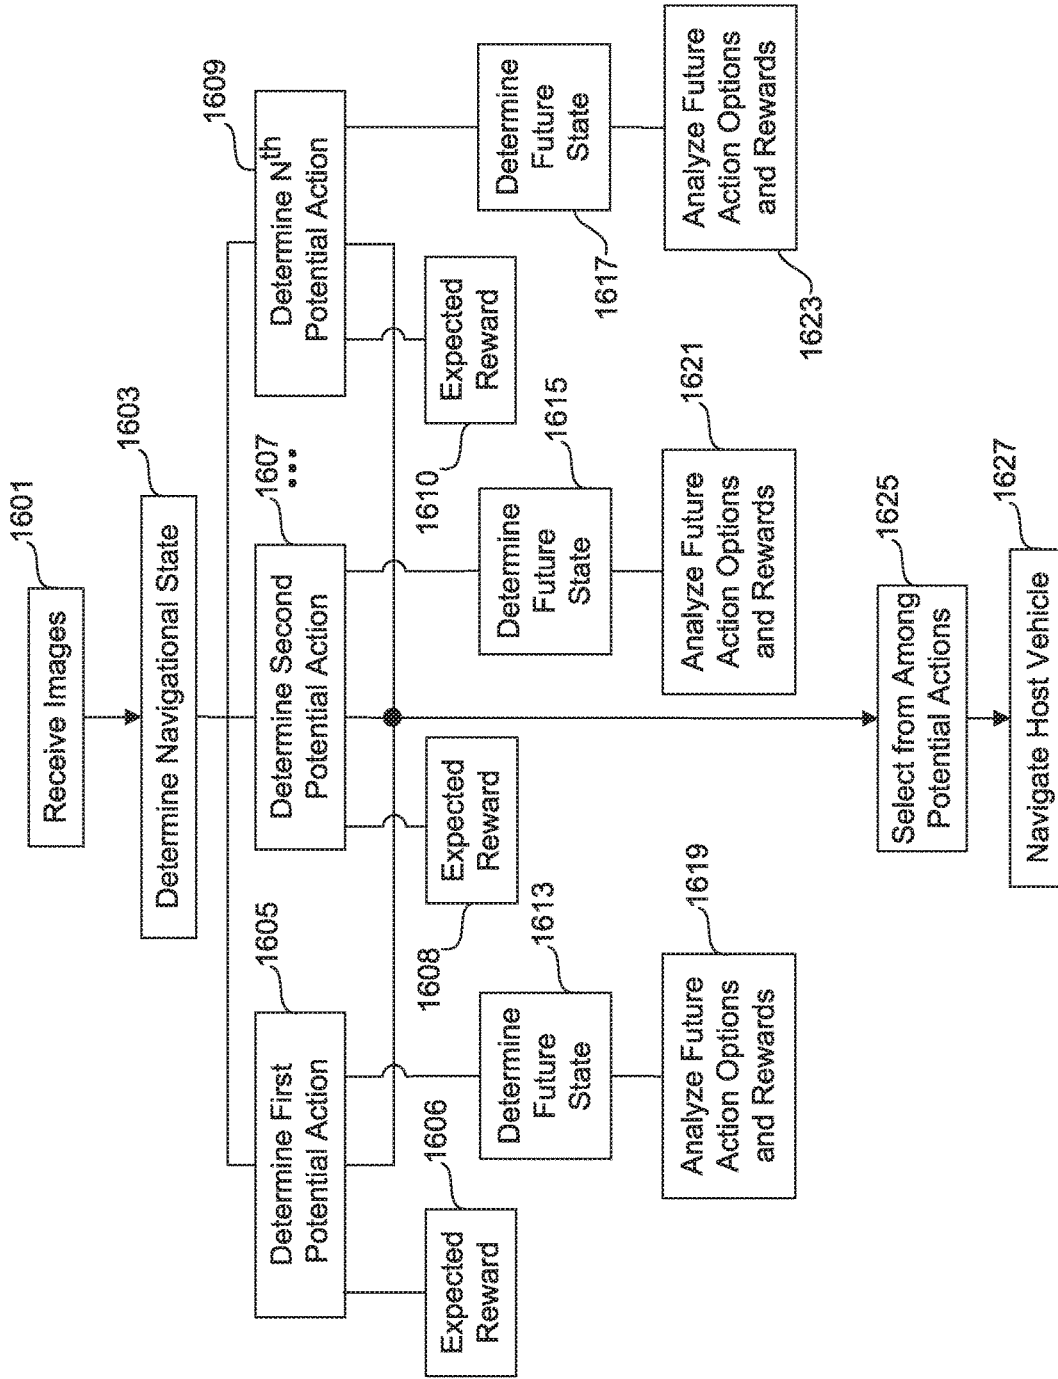 1601
Receive Images
1603
Determine Navigational State
1605
Determine First
Potential Action
1607
Determine Second
Potential Action
...
1609
Determine Nth
Potential Action
1606
Expected
Reward
1608
Expected
Reward
1610
Expected
Reward
1613
Determine
Future
State
1615
Determine
Future
State
1617
Determine
Future
State
1619
Analyze Future
Action Options
and Rewards
1621
Analyze Future
Action Options
and Rewards
1623
Analyze Future
Action Options
and Rewards
1625
Select from Among
Potential Actions
1627
Navigate Host Vehicle